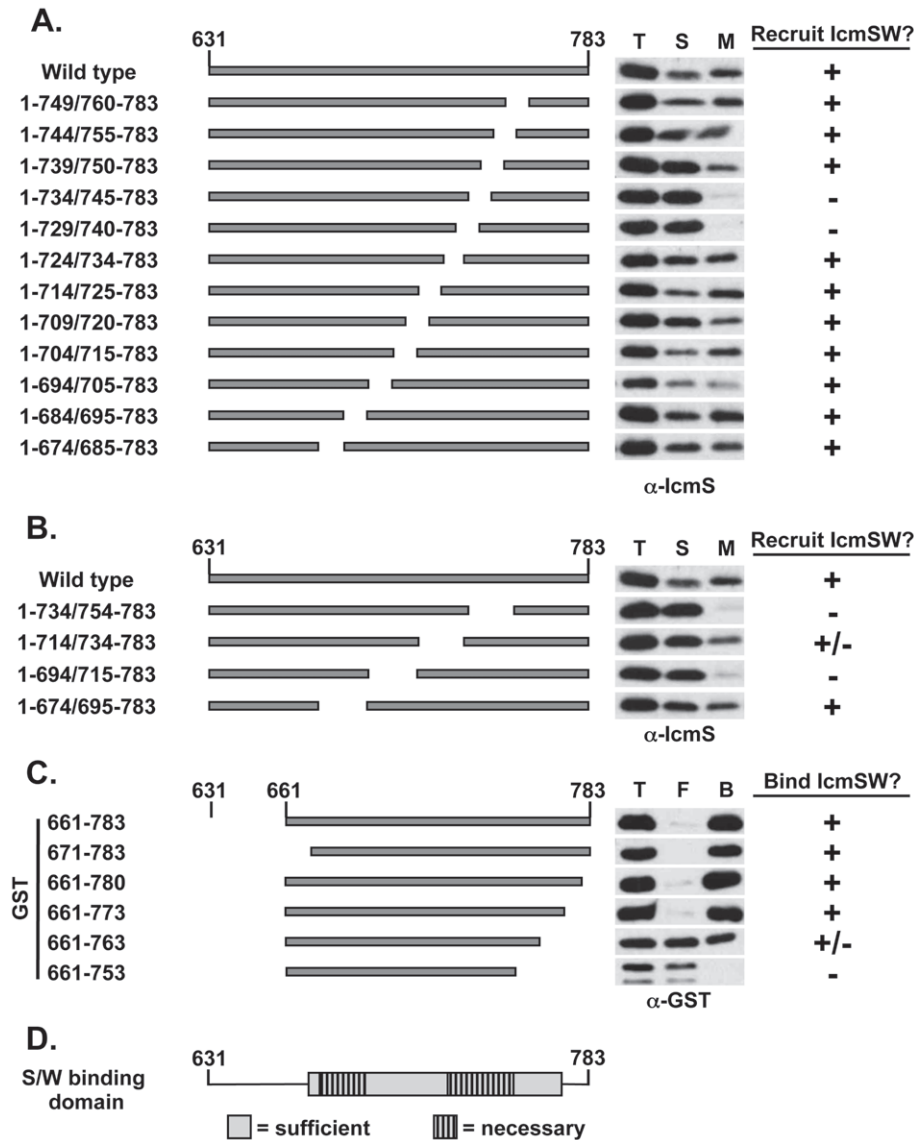 A.
631 783 T S M Recruit IcmSW?
Wild type +
1-749/760-783 +
1-744/755-783 +
1-739/750-783 +
1-734/745-783 -
1-729/740-783 -
1-724/734-783 +
1-714/725-783 +
1-709/720-783 +
1-704/715-783 +
1-694/705-783 +
1-684/695-783 +
1-674/685-783 +
α-IcmS
B.
631 783 T S M Recruit IcmSW?
Wild type +
1-734/754-783 -
1-714/734-783 +/-
1-694/715-783 -
1-674/695-783 +
α-IcmS
C.
631 661 783 T F B Bind IcmSW?
GST
661-783 +
671-783 +
661-780 +
661-773 +
661-763 +/-
661-753 -
α-GST
D.
631 783
S/W binding
domain
= sufficient = necessary